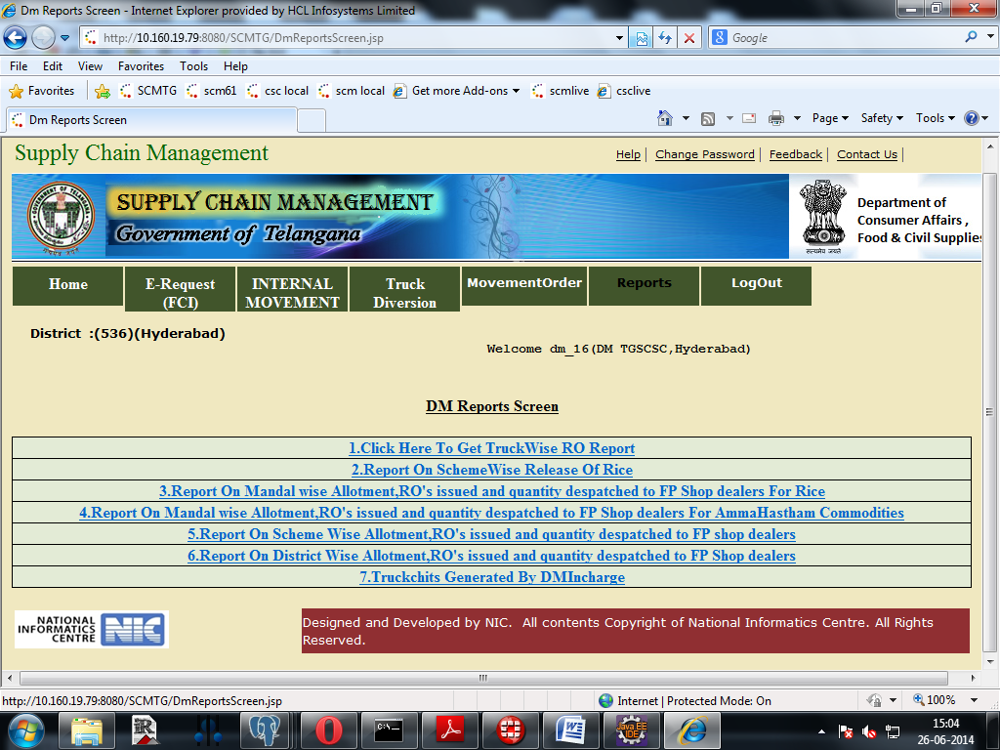 Dm Reports Screen - Internet Explorer provided by HCL Infosystems Limited
http://10.160.19.79:8080/SCMTG/DmReportsScreen.jsp
Google
File Edit View Favorites Tools Help
Favorites SCMTG scm61 csc local scm local Get more Add-ons scmlive csclive
Dm Reports Screen
Page Safety Tools
Supply Chain Management
Help Change Password Feedback Contact Us
SUPPLY CHAIN MANAGEMENT
Government of Telangana
Department of
Consumer Affairs ,
Food & Civil Supplies
Home
E-Request
(FCI)
INTERNAL
MOVEMENT
Truck
Diversion
MovementOrder
Reports
LogOut
District :(536)(Hyderabad)
Welcome dm_16(DM TGSCSC,Hyderabad)
DM Reports Screen
1.Click Here To Get TruckWise RO Report
2.Report On SchemeWise Release Of Rice
3.Report On Mandal wise Allotment,RO's issued and quantity despatched to FP Shop dealers For Rice
4.Report On Mandal wise Allotment,RO's issued and quantity despatched to FP Shop dealers For AmmaHastham Commodities
5.Report On Scheme Wise Allotment,RO's issued and quantity despatched to FP shop dealers
6.Report On District Wise Allotment,RO's issued and quantity despatched to FP Shop dealers
7.Truckchits Generated By DMIncharge
NATIONAL
INFORMATICS
CENTRE
NIC
Designed and Developed by NIC. All contents Copyright of National Informatics Centre. All Rights
Reserved.
http://10.160.19.79:8080/SCMTG/DmReportsScreen.jsp
Internet | Protected Mode: On
100%
C:\_
Java EE
IDE
15:04
26-06-2014